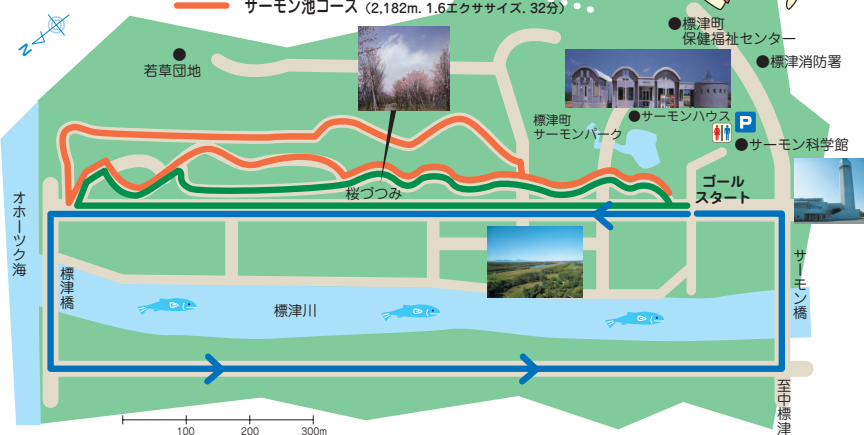 サーモン池コース（2,182m. 1.6エクササイズ. 32分）
標津町
保健福祉センター
標津消防署
若草団地
標津町
サーモンパーク
サーモンハウス
P
サーモン科学館
ゴール
スタート
桜づつみ
オホーツク海
標津橋
標津川
サーモン橋
至中標津
100 200 300m
N